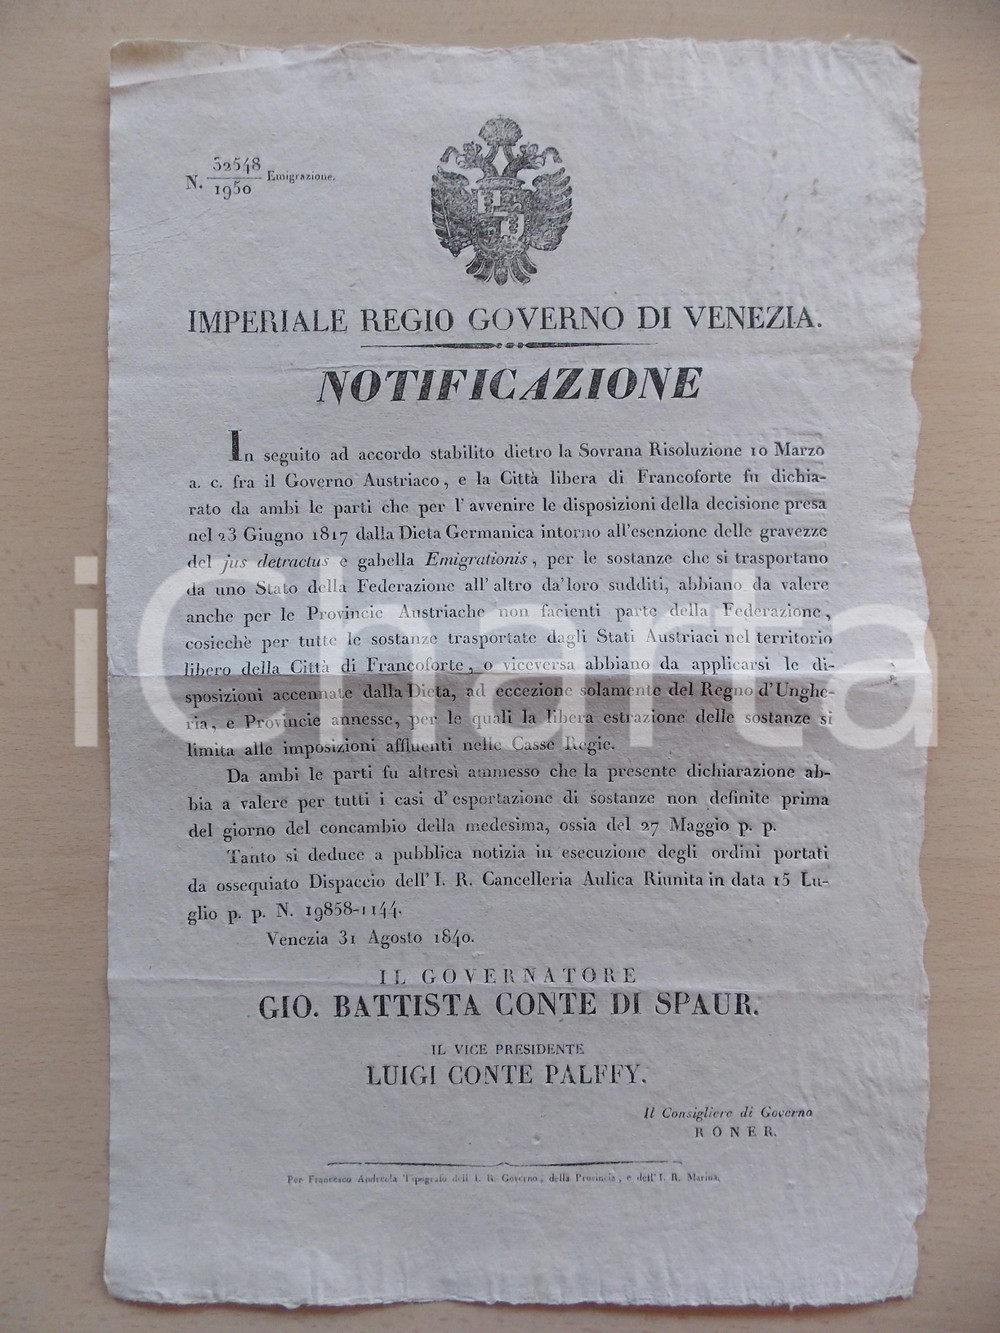 N. 32548/1950 Emigrazione.
IMPERIALE REGIO GOVERNO DI VENEZIA.
NOTIFICAZIONE
In seguito ad accordo stabilito dietro la Sovrana Risoluzione 10 Marzo
a. c. fra il Governo Austriaco, e la Città libera di Francoforte fu dichia-
rato da ambi le parti che per l'avvenire le disposizioni della decisione presa
nel 23 Giugno 1817 dalla Dieta Germanica intorno all'esenzione delle gravezze
del jus detractus e gabella Emigrationis, per le sostanze che si trasportano
da uno Stato della Federazione all'altro da'loro sudditi, abbiano da valere
anche per le Provincie Austriache non facienti parte della Federazione,
cosicchè per tutte le sostanze trasportate dagli Stati Austriaci nel territorio
libero della Città di Francoforte, o viceversa abbiano da applicarsi le di-
sposizioni accennate dalla Dieta, ad eccezione solamente del Regno d'Unghe-
ria, e Provincie annesse, per le quali la libera estrazione delle sostanze si
limita alle imposizioni affluenti nelle Casse Regie.
Da ambi le parti fu altresì ammesso che la presente dichiarazione ab-
bia a valere per tutti i casi d'esportazione di sostanze non definite prima
del giorno del concambio della medesima, ossia del 27 Maggio p. p.
Tanto si deduce a pubblica notizia in esecuzione degli ordini portati
da ossequiato Dispaccio dell'I. R. Cancelleria Aulica Riunita in data 15 Lu-
glio p. p. N. 19858-1144.
Venezia 31 Agosto 1840.
IL GOVERNATORE
GIO. BATTISTA CONTE DI SPAUR.
IL VICE PRESIDENTE
LUIGI CONTE PALFFY.
Il Consigliere di Governo
RONER.
Per Francesco Andreola Tipografo dell'I. R. Governo, della Provincia, e dell'I. R. Marina.
iCharta